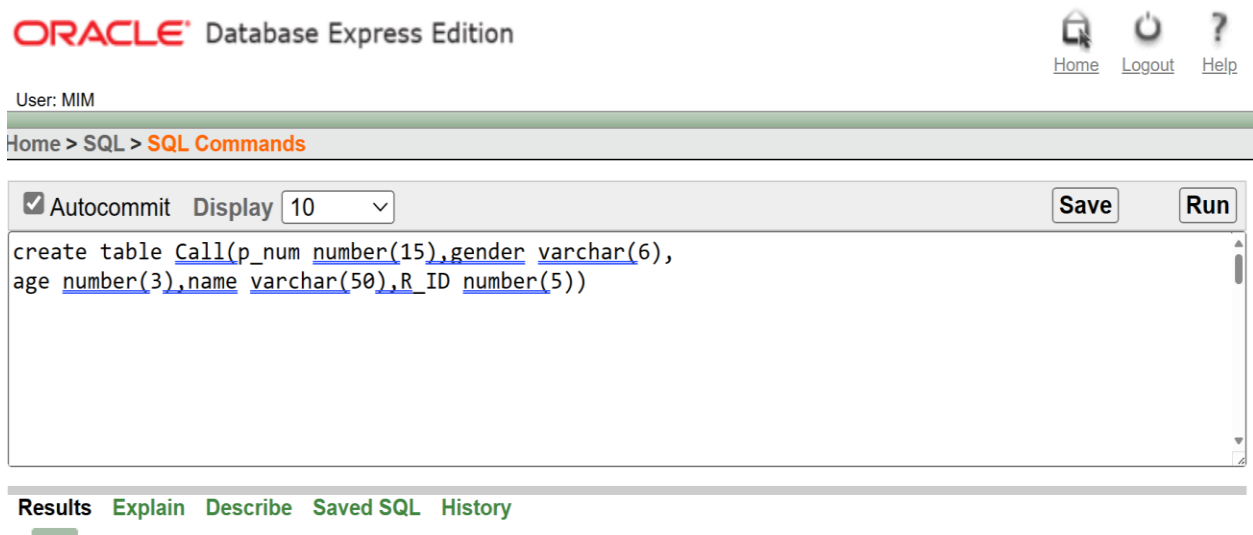 ORACLE Database Express Edition
Home Logout Help
User: MIM
Home > SQL > SQL Commands
Autocommit Display 10 Save Run
create table Call(p_num number(15),gender varchar(6),
age number(3),name varchar(50),R_ID number(5))
Results Explain Describe Saved SQL History